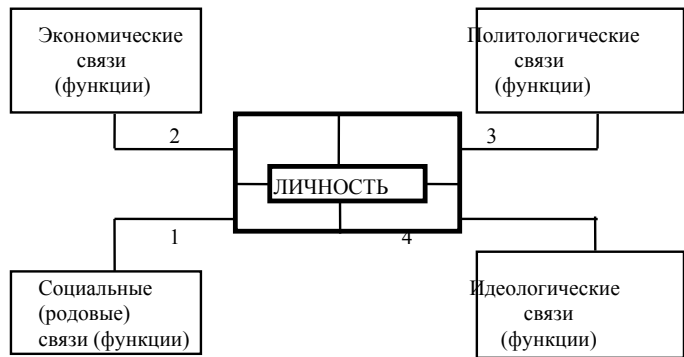 Экономические
связи
(функции)
Политологические
связи
(функции)
2
3
ЛИЧНОСТЬ
1
4
Социальные
(родовые)
связи (функции)
Идеологические
связи
(функции)